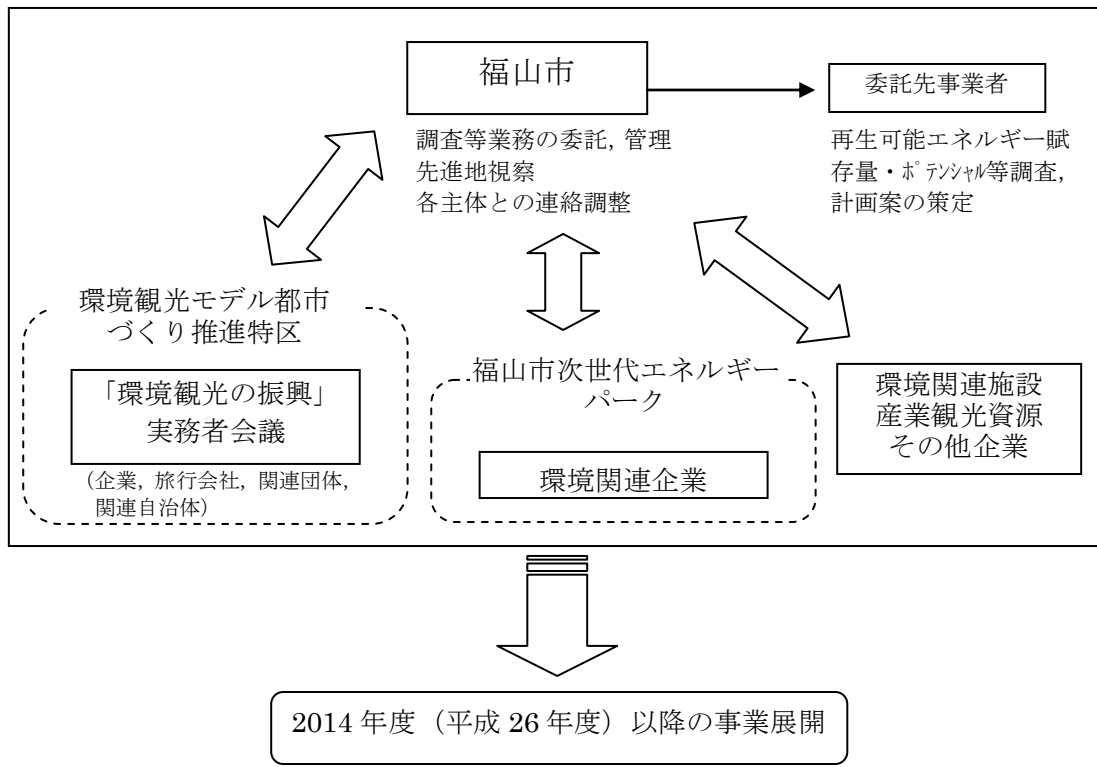 福山市
委託先事業者
調査等業務の委託，管理
先進地視察
各主体との連絡調整
再生可能エネルギー賦
存量・ﾎﾟﾃﾝｼｬﾙ等調査，
計画案の策定
環境観光モデル都市
づくり推進特区
「環境観光の振興」
実務者会議
（企業，旅行会社，関連団体，
関連自治体）
福山市次世代エネルギー
パーク
環境関連企業
環境関連施設
産業観光資源
その他企業
2014 年度（平成 26 年度）以降の事業展開